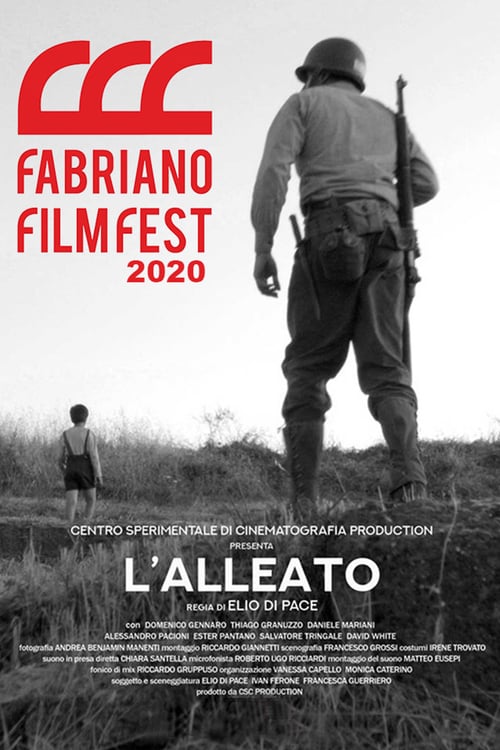 FABRIANO
FILMFEST
2020
CENTRO SPERIMENTALE DI CINEMATOGRAFIA PRODUCTION
PRESENTA
L'ALLEATO
REGIA DI ELIO DI PACE
con DOMENICO GENNARO THIAGO GRANUZZO DANIELE MARIANI
ALESSANDRO PACIONI ESTER PANTANO SALVATORE TRINGALE DAVID WHITE
fotografia ANDREA BENJAMIN MANENTI montaggio RICCARDO GIANNETTI scenografia FRANCESCO GROSSI costumi IRENE TROVATO
suono in presa diretta CHIARA SANTELLA microfonista ROBERTO UGO RICCIARDI montaggio del suono MATTEO EUSEPI
fonico di mix RICCARDO GRUPPUSO organizzazione VANESSA CAPELLO MONICA CATERINO
soggetto e sceneggiatura ELIO DI PACE IVAN FERONE FRANCESCA GUERRIERO
prodotto da CSC PRODUCTION